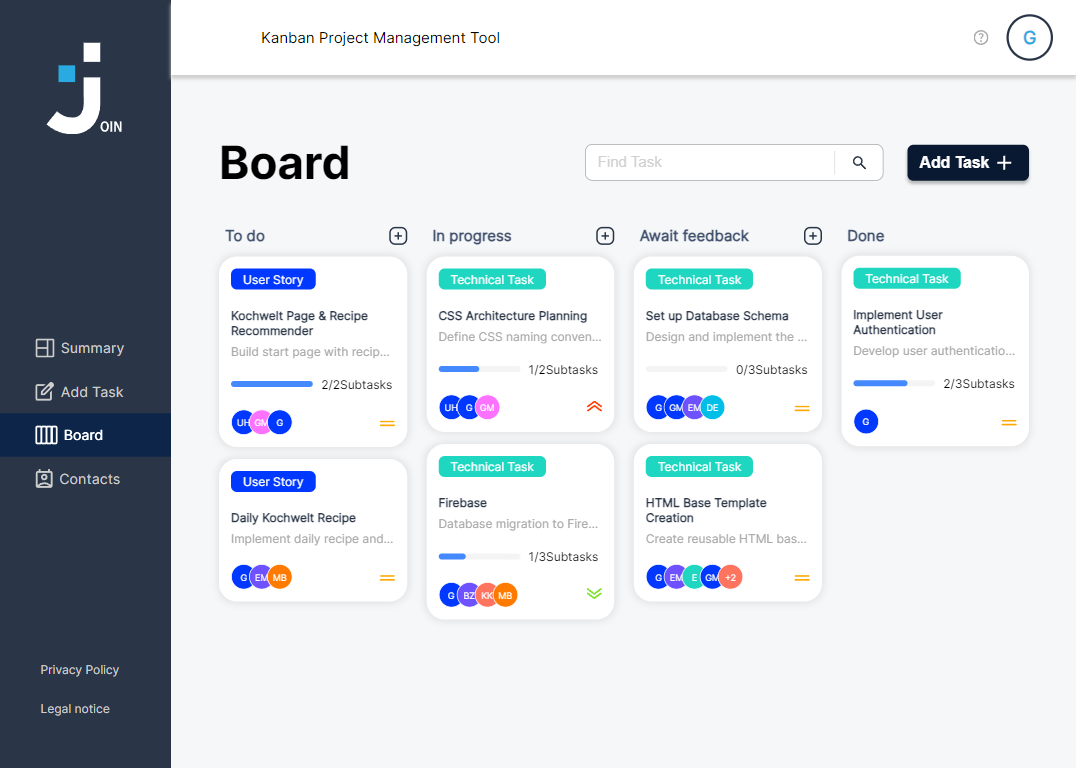 OIN
Kanban Project Management Tool
G
Board
Find Task
Add Task
To do
In progress
Await feedback
Done
User Story
Kochwelt Page & Recipe
Recommender
Build start page with recip...
2/2Subtasks
UH GM G
User Story
Daily Kochwelt Recipe
Implement daily recipe and...
G EM MB
Technical Task
CSS Architecture Planning
Define CSS naming conven...
1/2Subtasks
UH G GM
Technical Task
Firebase
Database migration to Fire...
1/3Subtasks
G BZ KK MB
Technical Task
Set up Database Schema
Design and implement the ...
0/3Subtasks
G GM EM DE
Technical Task
HTML Base Template
Creation
Create reusable HTML bas...
G EM E GM +2
Technical Task
Implement User
Authentication
Develop user authenticatio...
2/3Subtasks
G
Summary
Add Task
Board
Contacts
Privacy Policy
Legal notice